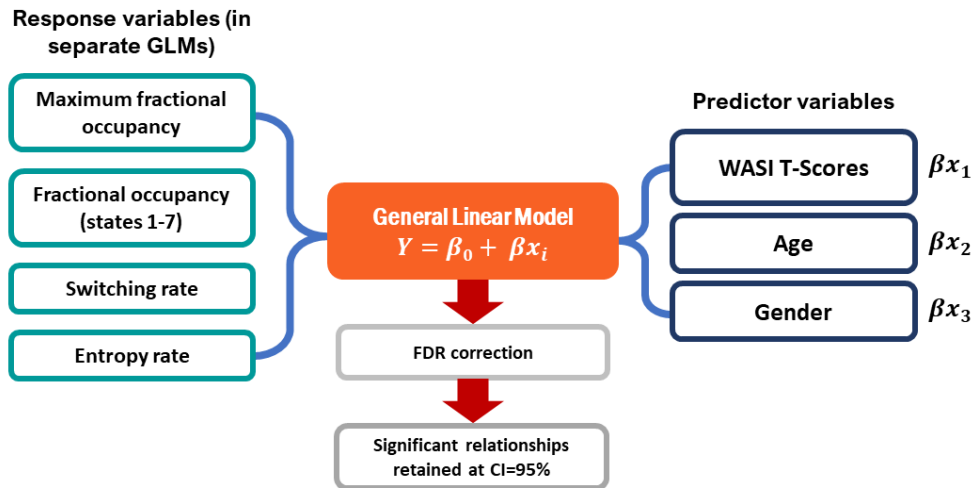 Response variables (in
separate GLMs)
Maximum fractional
occupancy
Fractional occupancy
(states 1-7)
Switching rate
Entropy rate
General Linear Model
Y = β₀ + βxᵢ
FDR correction
Significant relationships
retained at CI=95%
Predictor variables
WASI T-Scores
βx₁
Age
βx₂
Gender
βx₃